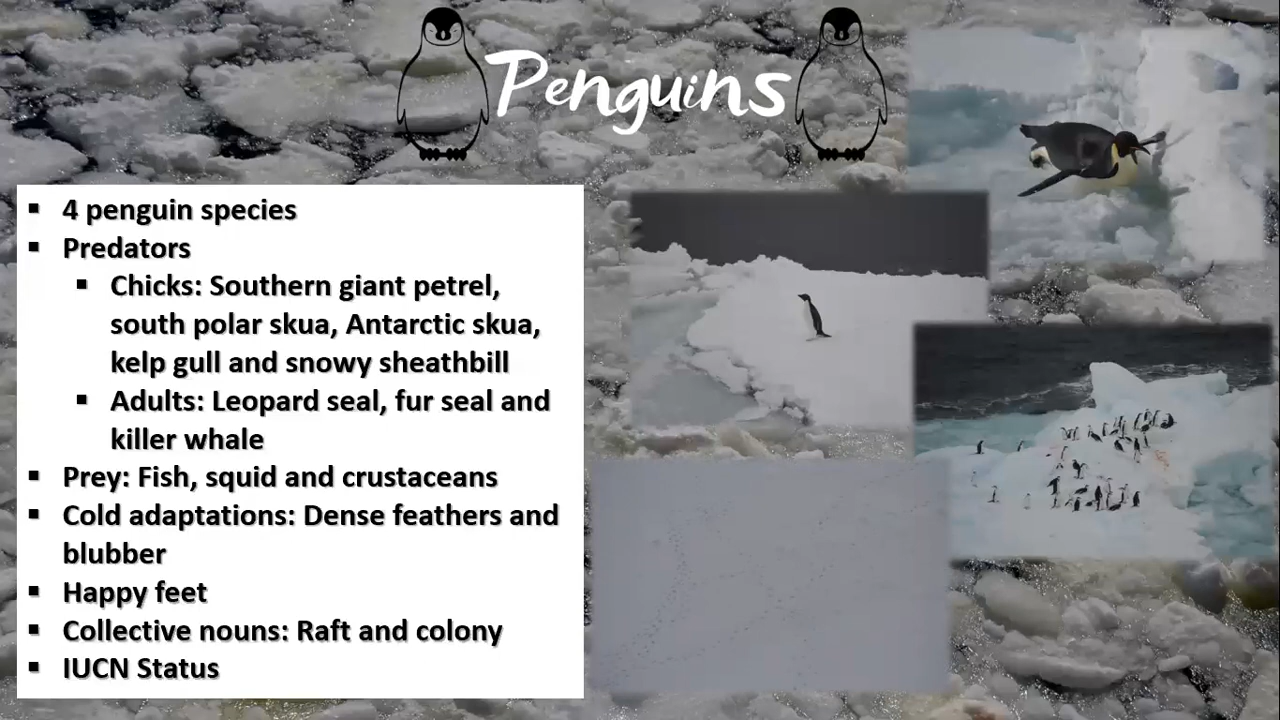 Penguins
▪ 4 penguin species
▪ Predators
▪ Chicks: Southern giant petrel,
south polar skua, Antarctic skua,
kelp gull and snowy sheathbill
▪ Adults: Leopard seal, fur seal and
killer whale
▪ Prey: Fish, squid and crustaceans
▪ Cold adaptations: Dense feathers and
blubber
▪ Happy feet
▪ Collective nouns: Raft and colony
▪ IUCN Status